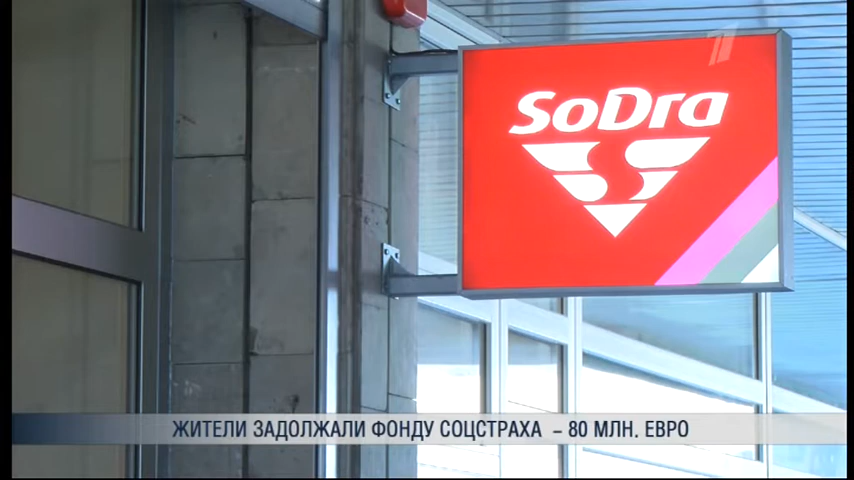 SoDra
ЖИТЕЛИ ЗАДОЛЖАЛИ ФОНДУ СОЦСТРАХА – 80 МЛН. ЕВРО